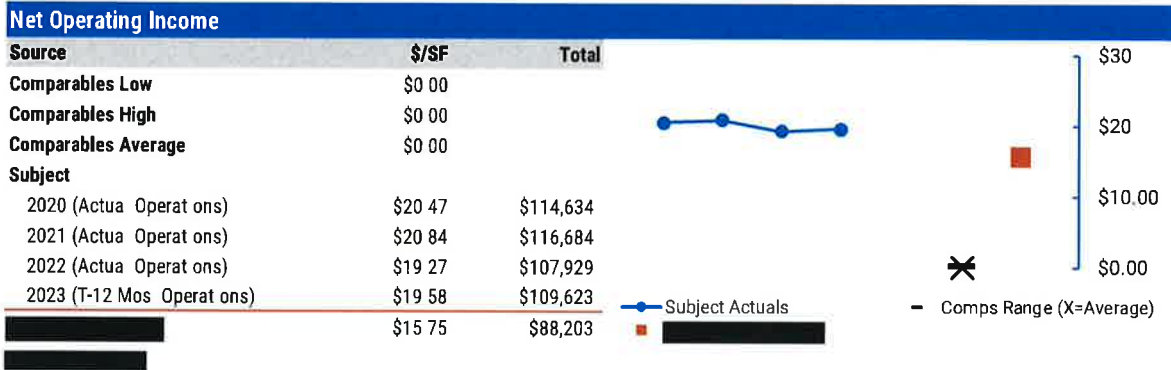 Net Operating Income
Source $/SF Total
Comparables Low $0 00
Comparables High $0 00
Comparables Average $0 00
Subject
2020 (Actua Operat ons) $20 47 $114,634
2021 (Actua Operat ons) $20 84 $116,684
2022 (Actua Operat ons) $19 27 $107,929
2023 (T-12 Mos Operat ons) $19 58 $109,623
$15 75 $88,203
$30
$20
$10.00
$0.00
Subject Actuals
Comps Range (X=Average)